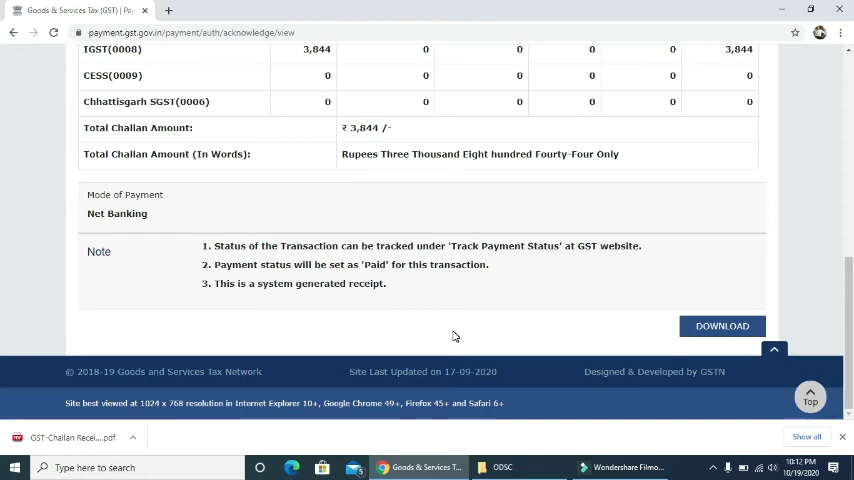 Goods & Services Tax (GST) | Pay
payment.gst.gov.in/payment/auth/acknowledge/view
IGST(0008) 3,844 0 0 0 0 3,844
CESS(0009) 0 0 0 0 0 0
Chhattisgarh SGST(0006) 0 0 0 0 0 0
Total Challan Amount: ₹ 3,844 /-
Total Challan Amount (In Words): Rupees Three Thousand Eight hundred Fourty-Four Only
Mode of Payment
Net Banking
Note
1. Status of the Transaction can be tracked under 'Track Payment Status' at GST website.
2. Payment status will be set as 'Paid' for this transaction.
3. This is a system generated receipt.
DOWNLOAD
© 2018-19 Goods and Services Tax Network Site Last Updated on 17-09-2020 Designed & Developed by GSTN
Site best viewed at 1024 x 768 resolution in Internet Explorer 10+, Google Chrome 49+, Firefox 45+ and Safari 6+
Top
GST-Challan Recei....pdf Show all
Type here to search 5 Goods & Services T... ODSC Wondershare Filmo... 10:12 PM
10/19/2020